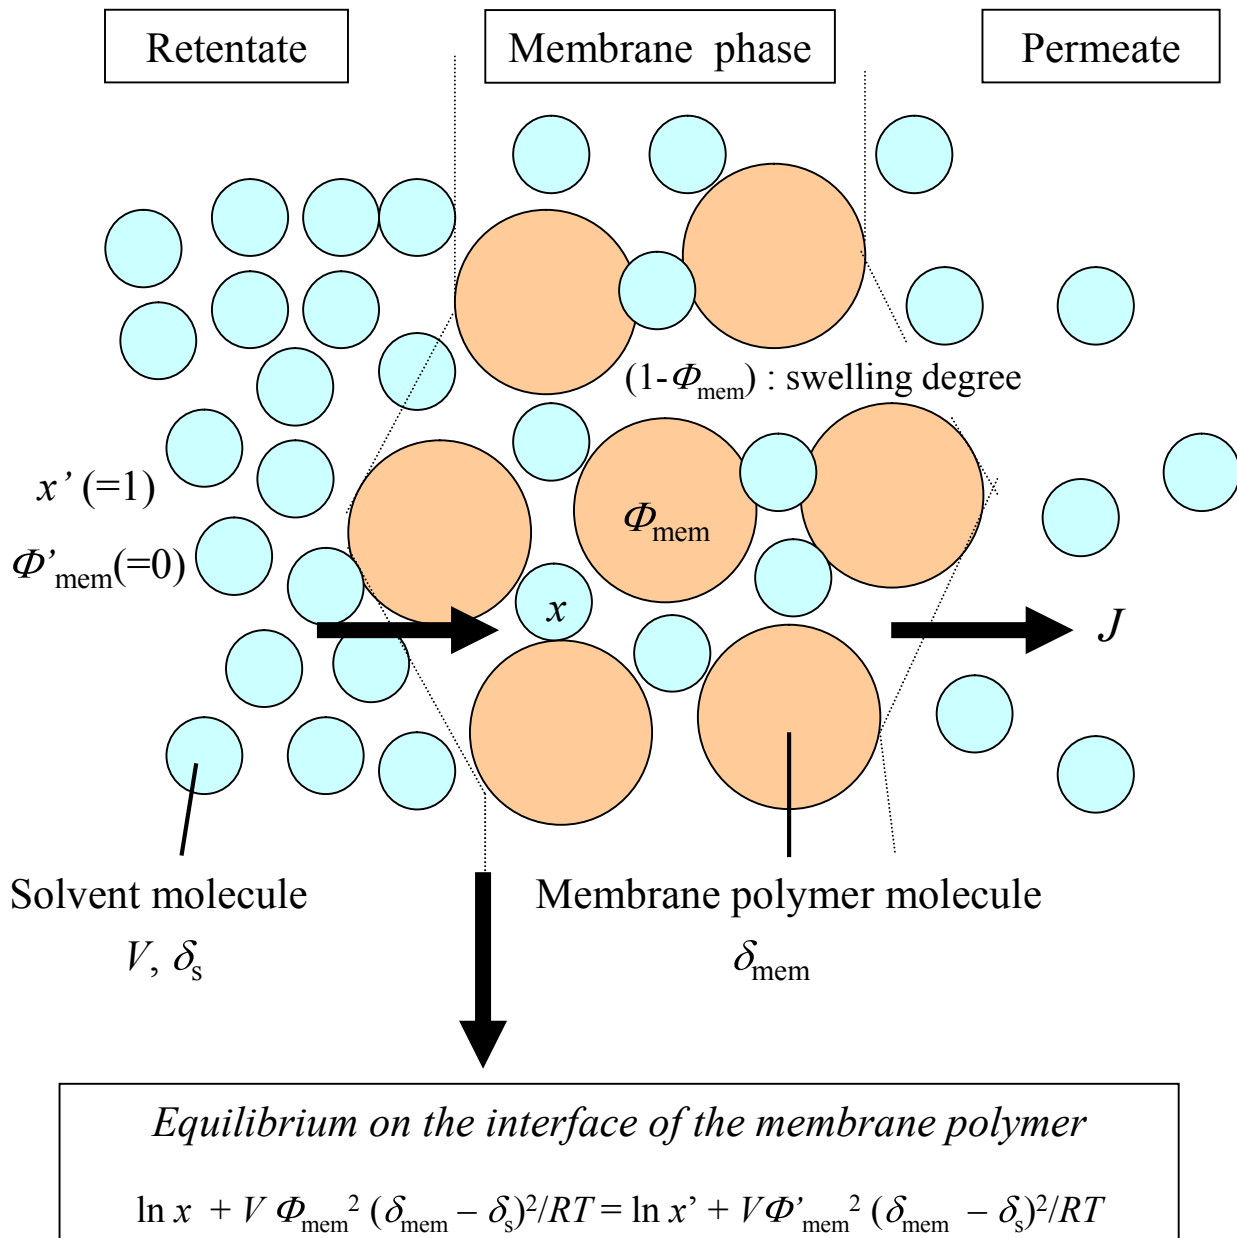 Retentate
Membrane phase
Permeate
(1-Φmem) : swelling degree
x’ (=1)
Φmem
Φ’mem(=0)
x
J
Solvent molecule
V, δs
Membrane polymer molecule
δmem
Equilibrium on the interface of the membrane polymer
ln x + V Φmem² (δmem – δs)²/RT = ln x’ + VΦ’mem² (δmem – δs)²/RT